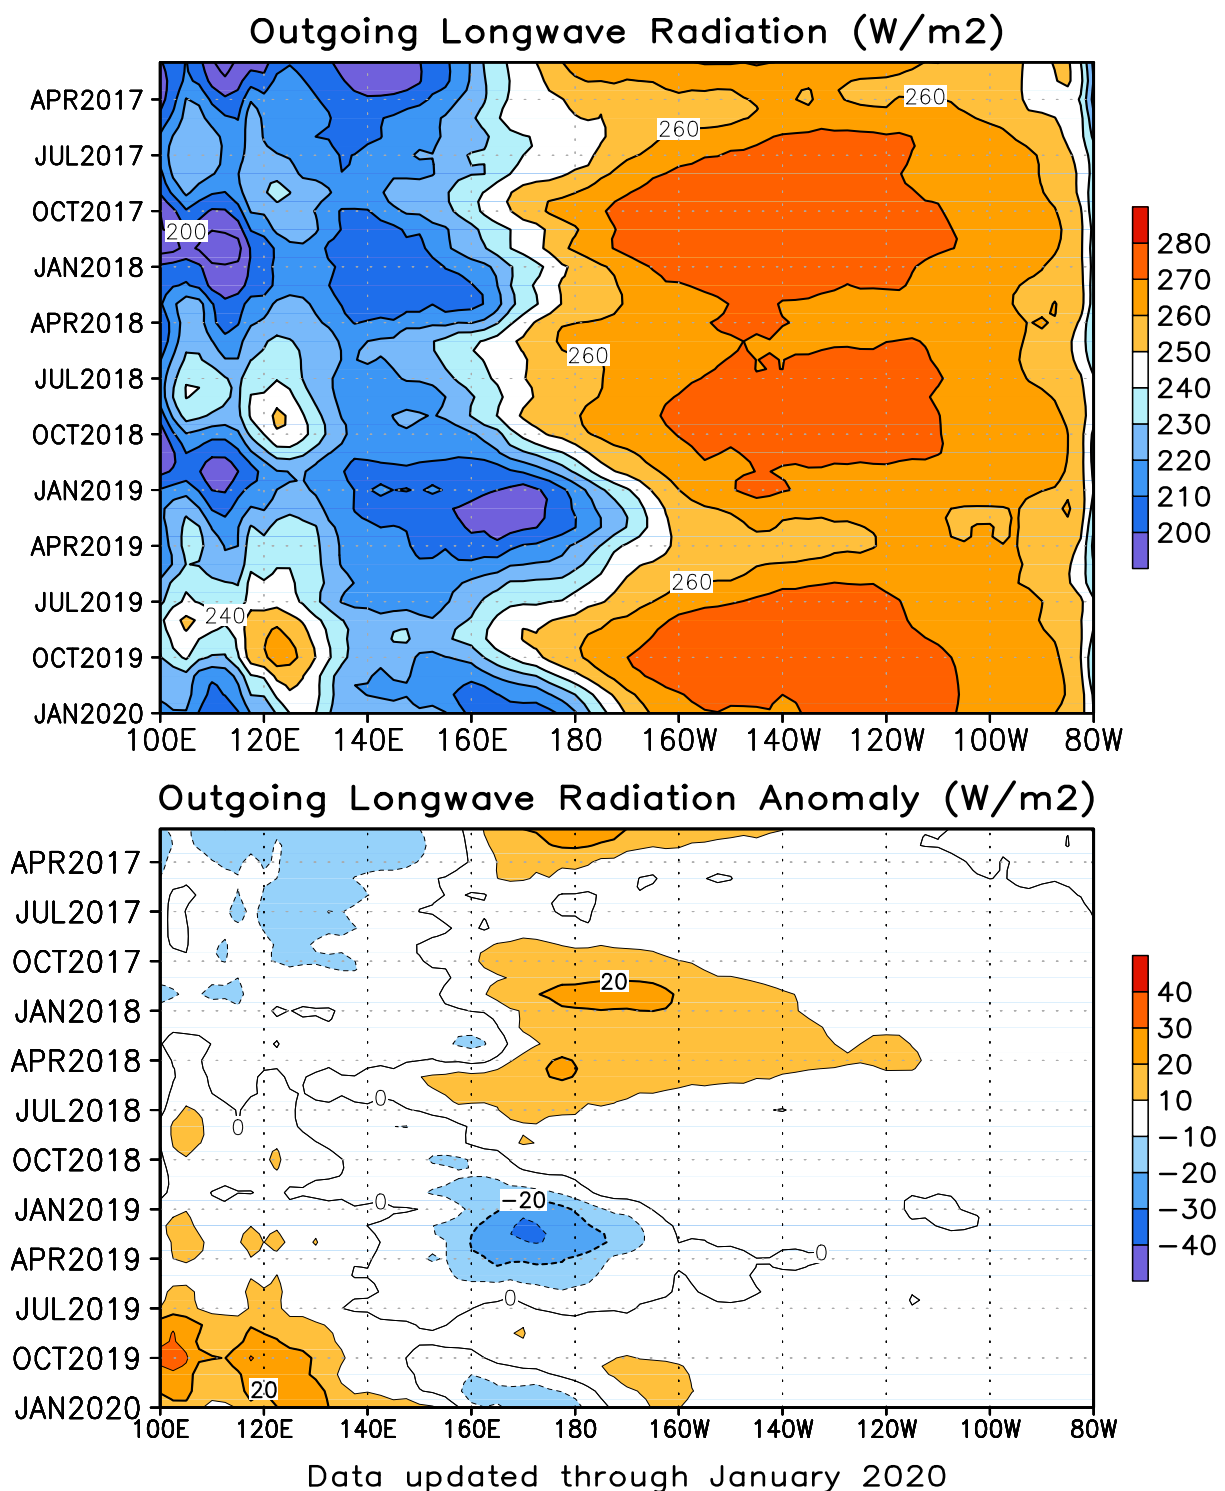 Outgoing Longwave Radiation (W/m2)
APR2017
JUL2017
OCT2017
JAN2018
APR2018
JUL2018
OCT2018
JAN2019
APR2019
JUL2019
OCT2019
JAN2020
260
260
200
260
260
240
100E 120E 140E 160E 180 160W 140W 120W 100W 80W
280
270
260
250
240
230
220
210
200
Outgoing Longwave Radiation Anomaly (W/m2)
APR2017
JUL2017
OCT2017
JAN2018
APR2018
JUL2018
OCT2018
JAN2019
APR2019
JUL2019
OCT2019
JAN2020
20
0
0
0
−20
0
0
20
100E 120E 140E 160E 180 160W 140W 120W 100W 80W
40
30
20
10
−10
−20
−30
−40
Data updated through January 2020